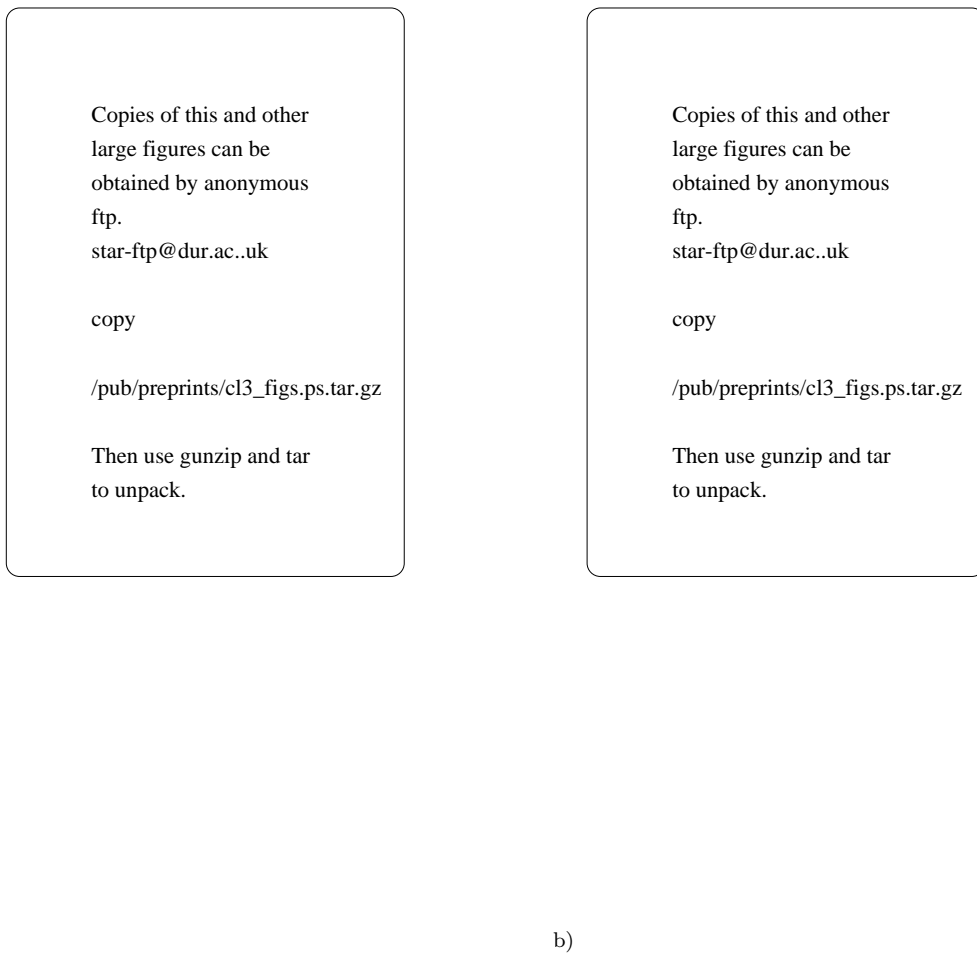 Copies of this and other
large figures can be
obtained by anonymous
ftp.
star-ftp@dur.ac..uk
copy
/pub/preprints/cl3_figs.ps.tar.gz
Then use gunzip and tar
to unpack.
Copies of this and other
large figures can be
obtained by anonymous
ftp.
star-ftp@dur.ac..uk
copy
/pub/preprints/cl3_figs.ps.tar.gz
Then use gunzip and tar
to unpack.
b)